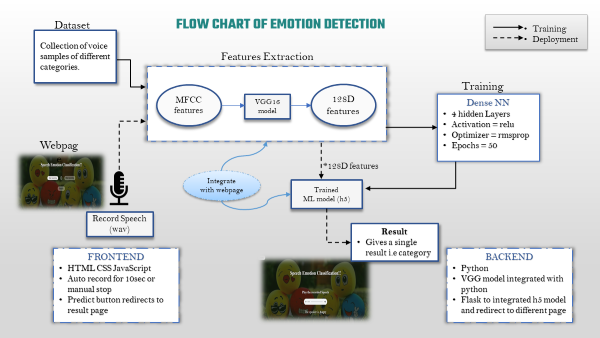 FLOW CHART OF EMOTION DETECTION
Dataset
Collection of voice
samples of different
categories.
Training
Deployment
Features Extraction
MFCC
features
VGG16
model
128D
features
Training
Dense NN
4 hidden Layers
Activation = relu
Optimizer = rmsprop
Epochs = 50
Webpag
Speech Emotion Classification!!
Record Speech
(wav)
Integrate
with webpage
*128D features
Trained
ML model (h5)
Result
Gives a single
result i.e category
Speech Emotion Classification!!
FRONTEND
HTML CSS JavaScript
Auto record for 10sec or
manual stop
Predict button redirects to
result page
BACKEND
Python
VGG model integrated with
python
Flask to integrated h5 model
and redirect to different page